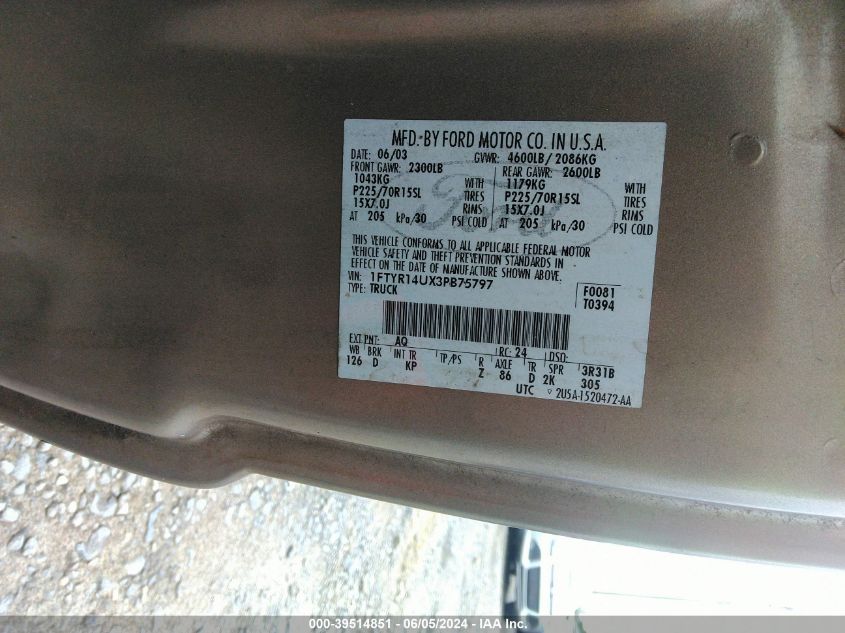 MFD. BY FORD MOTOR CO. IN U.S.A.
DATE: 06/03 GVWR: 4600LB/ 2086KG
FRONT GAWR: 2300LB REAR GAWR: 2600LB
1043KG WITH 1179KG WITH
P225/70R15SL TIRES P225/70R15SL TIRES
15X7.0J RIMS 15X7.0J RIMS
AT 205 kPa/30 PSI COLD AT 205 kPa/30 PSI COLD
THIS VEHICLE CONFORMS TO ALL APPLICABLE FEDERAL MOTOR
VEHICLE SAFETY AND THEFT PREVENTION STANDARDS IN
EFFECT ON THE DATE OF MANUFACTURE SHOWN ABOVE.
VIN: 1FTYR14UX3PB75797 F0081
TYPE: TRUCK T0394
Ford
EXT PNT: AQ RC: 24 DSO:
WB BRK INT TR TP/PS R AXLE TR SPR 3R31B
126 D KP Z 86 D 2K 305
UTC 2U5A-1520472-AA
000-39514851 - 06/05/2024 - IAA Inc.